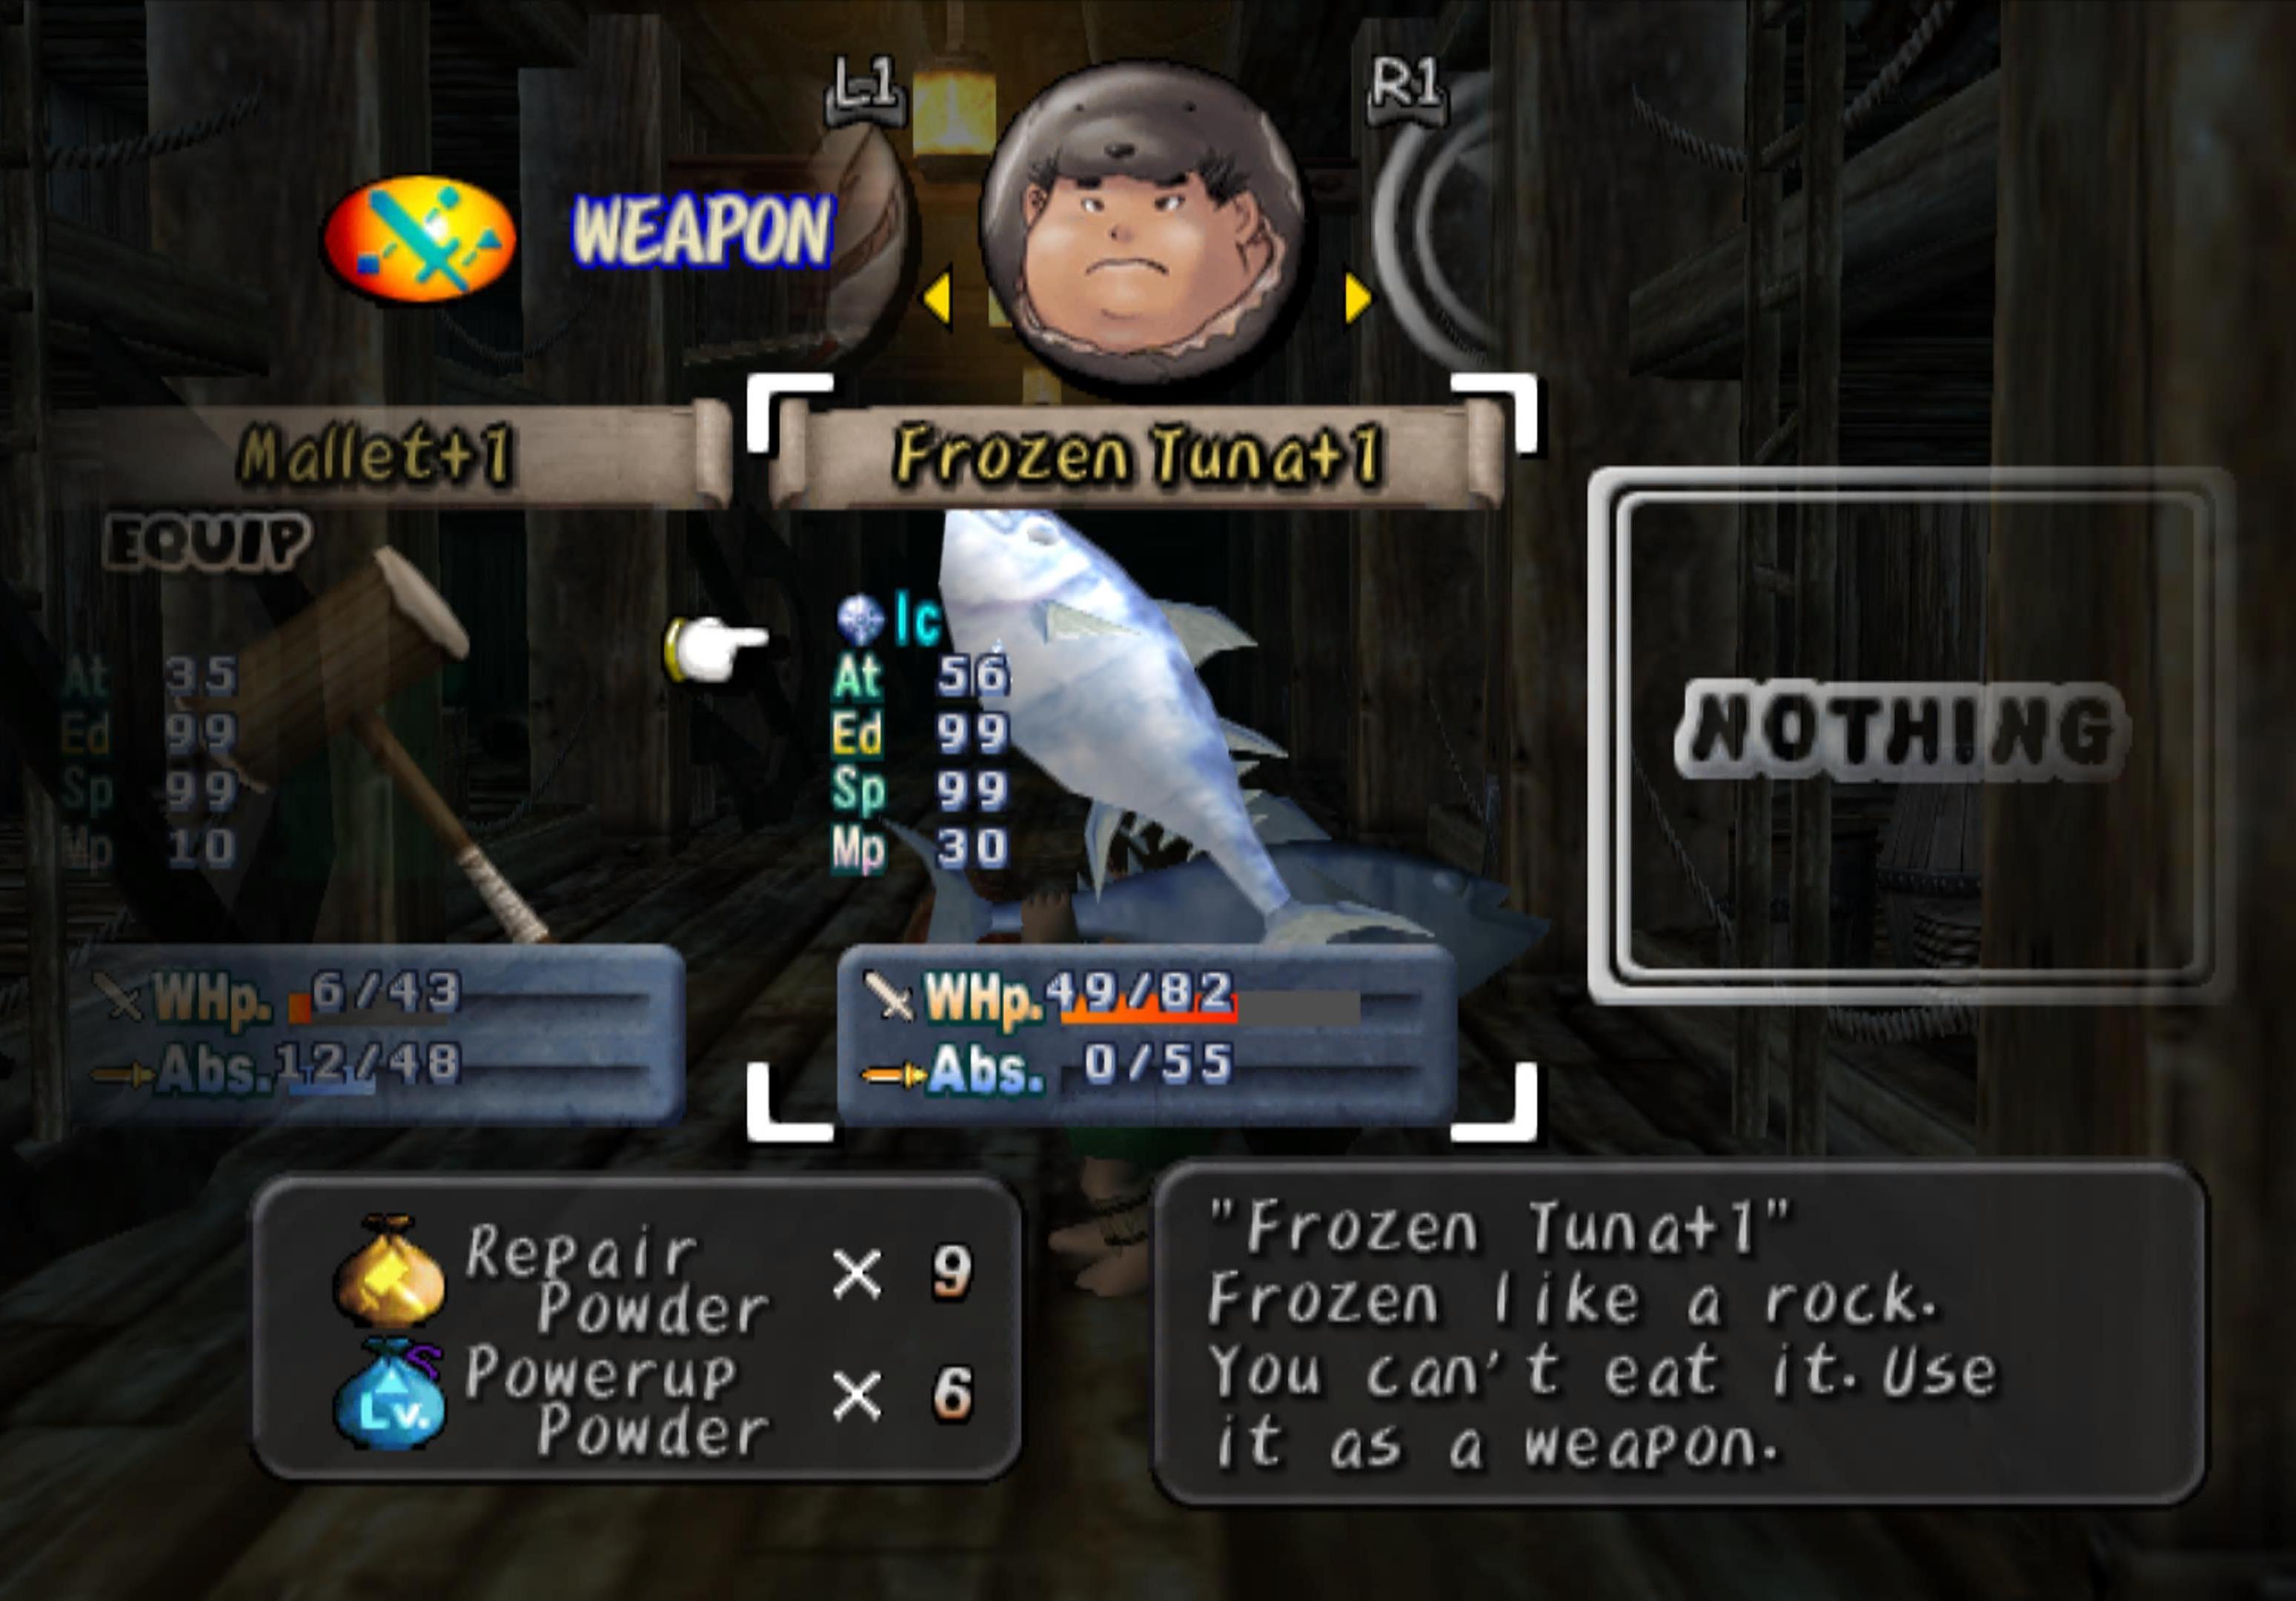 L1
R1
WEAPON
Mallet+1
Frozen Tuna+1
EQUIP
Ic
At 35
At 56
Ed 99
Ed 99
Sp 99
Sp 99
Mp 10
Mp 30
NOTHING
WHp. 6/43
WHp. 49/82
Abs. 12/48
Abs. 0/55
Repair
Powder × 9
Powerup
Powder × 6
Lv.
"Frozen Tuna+1"
Frozen like a rock.
You can't eat it. Use
it as a weapon.